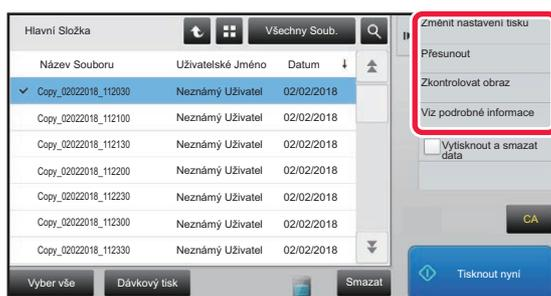 Hlavní Složka
Všechny Soub.
Název Souboru Uživatelské Jméno Datum
Copy_02022018_112030 Neznámý Uživatel 02/02/2018
Copy_02022018_112100 Neznámý Uživatel 02/02/2018
Copy_02022018_112130 Neznámý Uživatel 02/02/2018
Copy_02022018_112200 Neznámý Uživatel 02/02/2018
Copy_02022018_112230 Neznámý Uživatel 02/02/2018
Copy_02022018_112300 Neznámý Uživatel 02/02/2018
Copy_02022018_112330 Neznámý Uživatel 02/02/2018
Vyber vše Dávkový tisk Smazat
Změnit nastavení tisku
Přesunout
Zkontrolovat obraz
Viz podrobné informace
Vytisknout a smazat
data
CA
Tisknout nyní